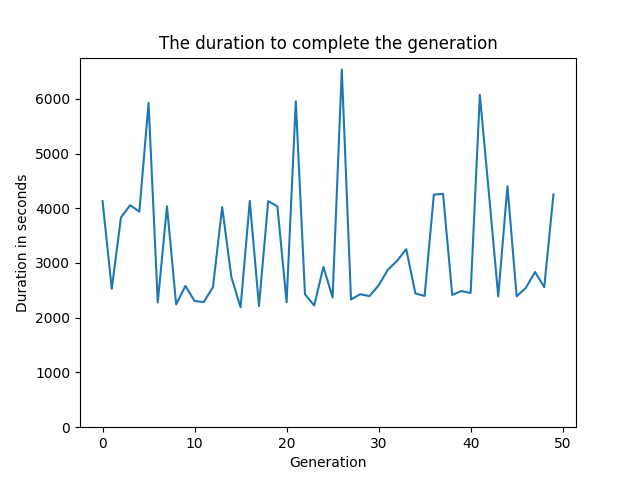 The duration to complete the generation
Duration in seconds
6000
5000
4000
3000
2000
1000
0
0 10 20 30 40 50
Generation